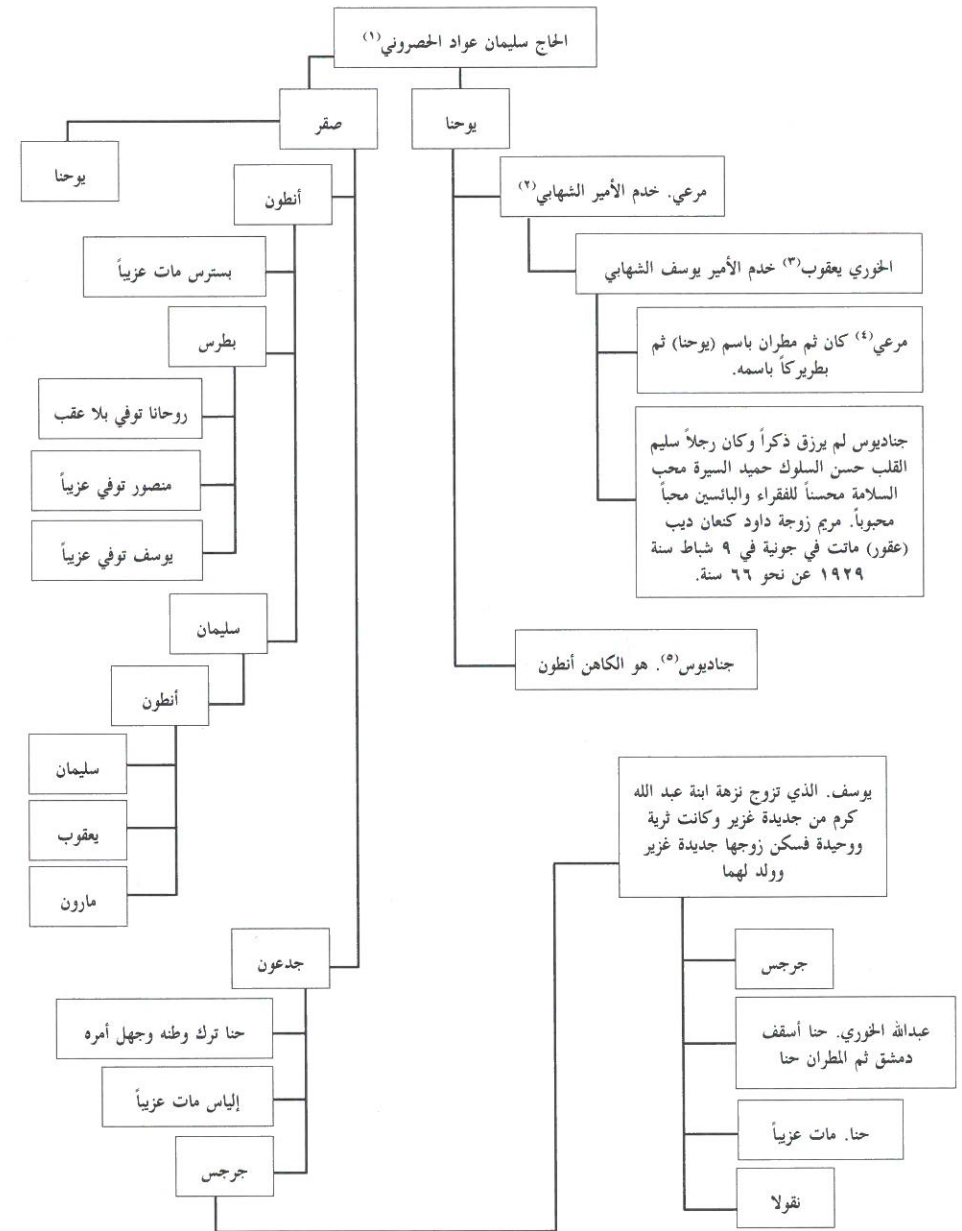 الحاج سليمان عواد الحصروني(١)
يوحنا
مرعي. خدم الأمير الشهابي(٢)
الخوري يعقوب(٣) خدم الأمير يوسف الشهابي
مرعي(٤) كان ثم مطران باسم (يوحنا) ثم
بطريركاً باسمه.
جناديوس لم يرزق ذكراً وكان رجلاً سليم
القلب حسن السلوك حميد السيرة محب
السلامة محسناً للفقراء والبائسين محباً
محبوباً. مريم زوجة داود كنعان ديب
(عقور) ماتت في جونية في ٩ شباط سنة
١٩٢٩ عن نحو ٦٦ سنة.
جناديوس(٥). هو الكاهن أنطون
صقر
يوحنا
أنطون
بسترس مات عزيباً
بطرس
روحانا توفي بلا عقب
منصور توفي عزيباً
يوسف توفي عزيباً
سليمان
أنطون
سليمان
يعقوب
مارون
جدعون
حنا ترك وطنه وجهل أمره
إلياس مات عزيباً
جرجس
يوسف. الذي تزوج نزهة ابنة عبد الله
كرم من جديدة غزير وكانت ثرية
ووحيدة فسكن زوجها جديدة غزير
وولد لهما
جرجس
عبدالله الخوري. حنا أسقف
دمشق ثم المطران حنا
حنا. مات عزيباً
نقولا